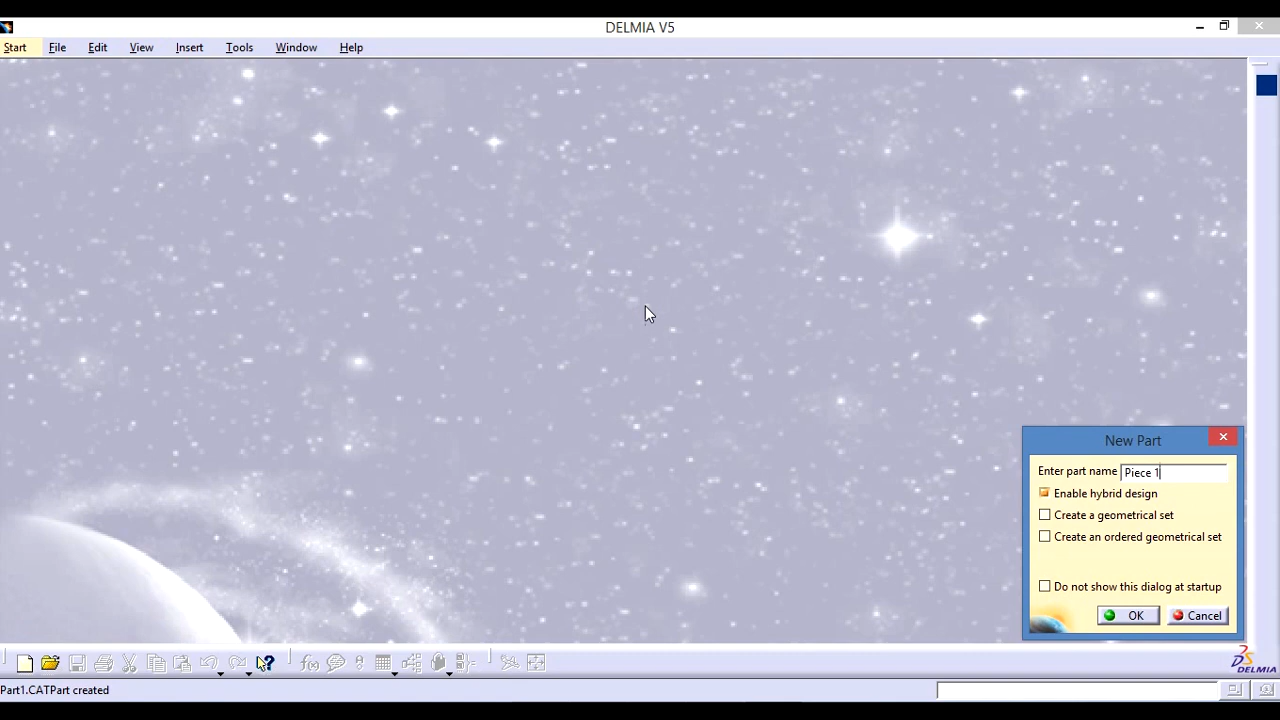 DELMIA V5
Start File Edit View Insert Tools Window Help
New Part
Enter part name Piece 1
Enable hybrid design
Create a geometrical set
Create an ordered geometrical set
Do not show this dialog at startup
OK Cancel
f(x)
DELMIA
Part1.CATPart created